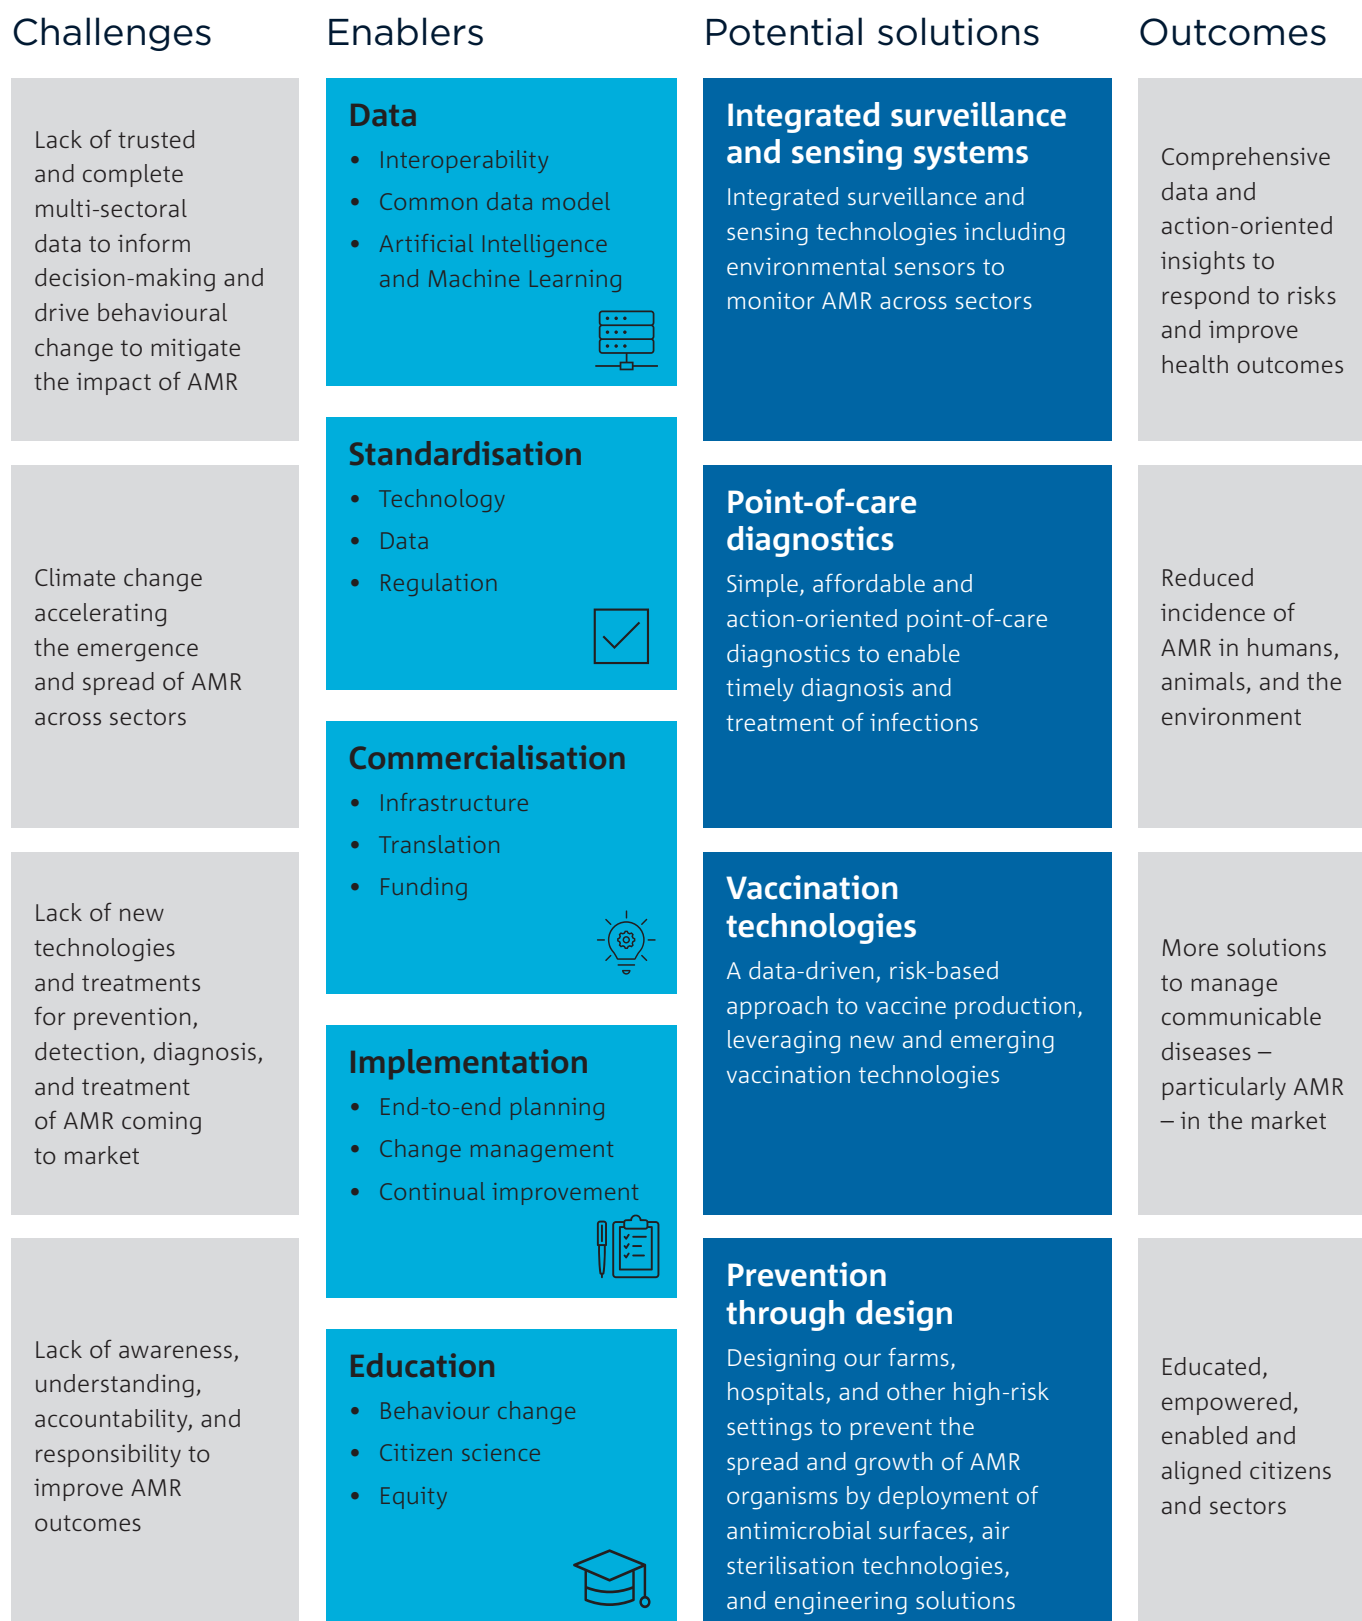 Challenges
Lack of trusted
and complete
multi-sectoral
data to inform
decision-making and
drive behavioural
change to mitigate
the impact of AMR
Climate change
accelerating
the emergence
and spread of AMR
across sectors
Lack of new
technologies
and treatments
for prevention,
detection, diagnosis,
and treatment
of AMR coming
to market
Lack of awareness,
understanding,
accountability, and
responsibility to
improve AMR
outcomes
Enablers
Data
• Interoperability
• Common data model
• Artificial Intelligence
and Machine Learning
Standardisation
• Technology
• Data
• Regulation
Commercialisation
• Infrastructure
• Translation
• Funding
Implementation
• End-to-end planning
• Change management
• Continual improvement
Education
• Behaviour change
• Citizen science
• Equity
Potential solutions
Integrated surveillance
and sensing systems
Integrated surveillance and
sensing technologies including
environmental sensors to
monitor AMR across sectors
Point-of-care
diagnostics
Simple, affordable and
action-oriented point-of-care
diagnostics to enable
timely diagnosis and
treatment of infections
Vaccination
technologies
A data-driven, risk-based
approach to vaccine production,
leveraging new and emerging
vaccination technologies
Prevention
through design
Designing our farms,
hospitals, and other high-risk
settings to prevent the
spread and growth of AMR
organisms by deployment of
antimicrobial surfaces, air
sterilisation technologies,
and engineering solutions
Outcomes
Comprehensive
data and
action-oriented
insights to
respond to risks
and improve
health outcomes
Reduced
incidence of
AMR in humans,
animals, and the
environment
More solutions
to manage
communicable
diseases –
particularly AMR
– in the market
Educated,
empowered,
enabled and
aligned citizens
and sectors